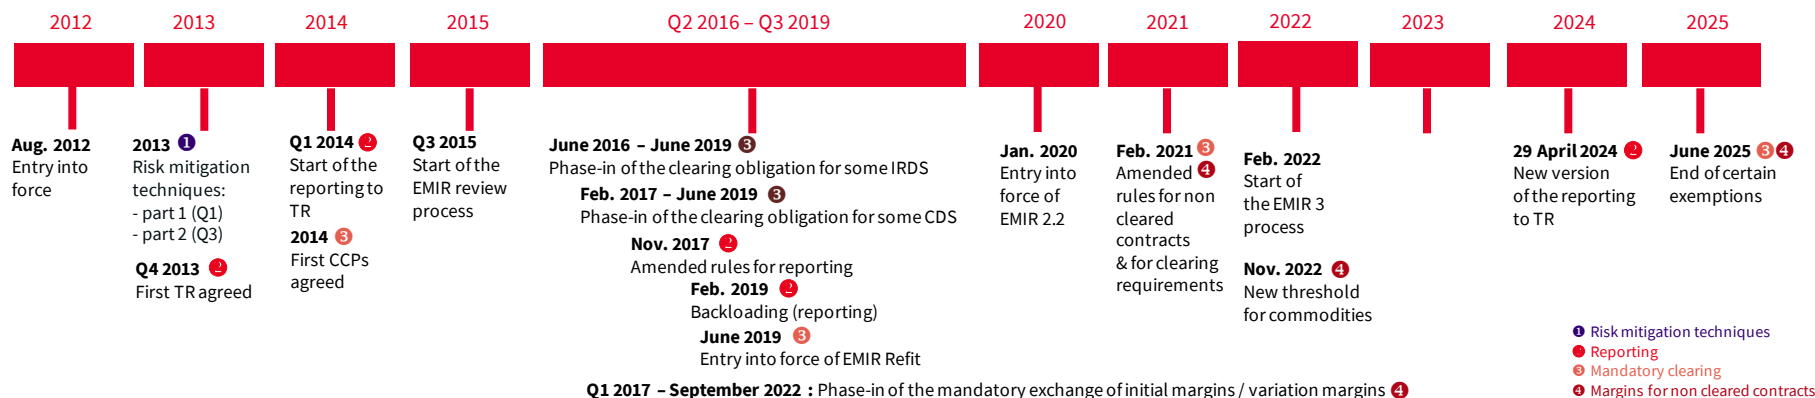 2012
2013
2014
2015
Q2 2016 – Q3 2019
2020
2021
2022
2023
2024
2025
Aug. 2012
Entry into
force
2013 ❶
Risk mitigation
techniques:
- part 1 (Q1)
- part 2 (Q3)
Q4 2013 ❷
First TR agreed
Q1 2014 ❷
Start of the
reporting to
TR
2014 ❸
First CCPs
agreed
Q3 2015
Start of the
EMIR review
process
June 2016 – June 2019 ❸
Phase-in of the clearing obligation for some IRDS
Feb. 2017 – June 2019 ❸
Phase-in of the clearing obligation for some CDS
Nov. 2017 ❷
Amended rules for reporting
Feb. 2019 ❷
Backloading (reporting)
June 2019 ❸
Entry into force of EMIR Refit
Q1 2017 – September 2022 : Phase-in of the mandatory exchange of initial margins / variation margins ❹
Jan. 2020
Entry into
force of
EMIR 2.2
Feb. 2021 ❸
Amended ❹
rules for non
cleared
contracts
& for clearing
requirements
Feb. 2022
Start of
the EMIR 3
process
Nov. 2022 ❹
New threshold
for commodities
29 April 2024 ❷
New version
of the reporting
to TR
June 2025 ❸❹
End of certain
exemptions
❶ Risk mitigation techniques
❷ Reporting
❸ Mandatory clearing
❹ Margins for non cleared contracts